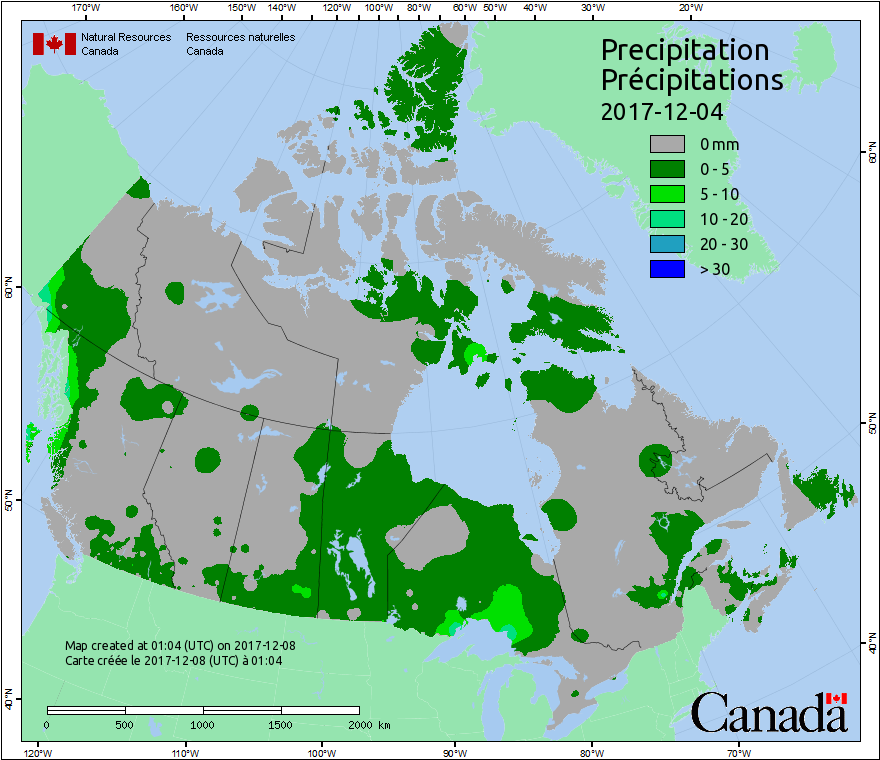 170°W 160°W 150°W 140°W 130°W 120°W 110°W 100°W 90°W 80°W 70°W 60°W 50°W 40°W 30°W 20°W
Natural Resources Ressources naturelles
Canada Canada
Precipitation
Précipitations
2017-12-04
0 mm
0 - 5
5 - 10
10 - 20
20 - 30
> 30
60°N
60°N
50°N
50°N
40°N
40°N
Map created at 01:04 (UTC) on 2017-12-08
Carte créée le 2017-12-08 (UTC) à 01:04
0 500 1000 1500 2000 km
Canada
120°W 110°W 100°W 90°W 80°W 70°W